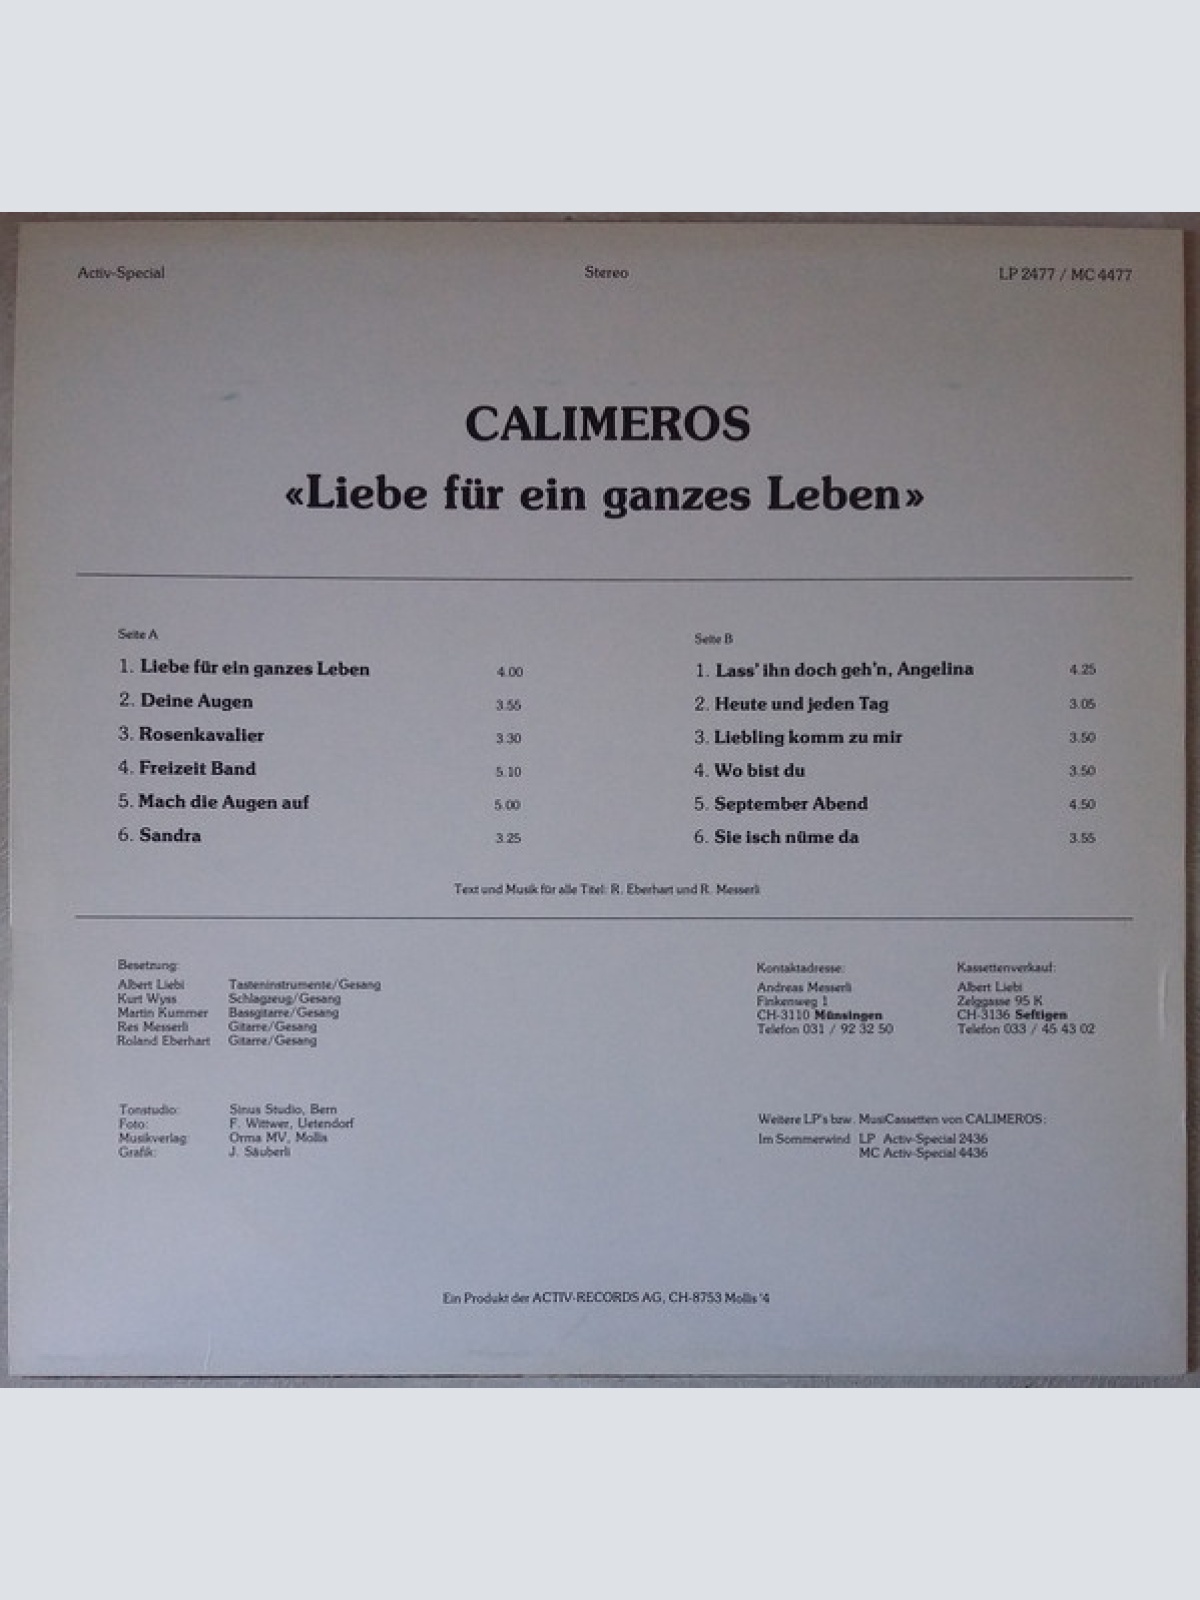 Activ-Special Stereo LP 2477 / MC 4477
CALIMEROS
«Liebe für ein ganzes Leben»
Seite A
1. Liebe für ein ganzes Leben 4.00
2. Deine Augen 3.55
3. Rosenkavalier 3.30
4. Freizeit Band 5.10
5. Mach die Augen auf 5.00
6. Sandra 3.25
Seite B
1. Lass' ihn doch geh'n, Angelina 4.25
2. Heute und jeden Tag 3.05
3. Liebling komm zu mir 3.50
4. Wo bist du 3.50
5. September Abend 4.50
6. Sie isch nüme da 3.55
Text und Musik für alle Titel: R. Eberhart und R. Messerli
Besetzung:
Albert Liebi Tasteninstrumente/Gesang
Kurt Wyss Schlagzeug/Gesang
Martin Kummer Bassgitarre/Gesang
Res Messerli Gitarre/Gesang
Roland Eberhart Gitarre/Gesang
Kontaktadresse:
Andreas Messerli
Finkenweg 1
CH-3110 Münsingen
Telefon 031 / 92 32 50
Kassettenverkauf:
Albert Liebi
Zelggasse 95 K
CH-3136 Seftigen
Telefon 033 / 45 43 02
Tonstudio: Sinus Studio, Bern
Foto: F. Wittwer, Uetendorf
Musikverlag: Orma MV, Mollis
Grafik: J. Säuberli
Weitere LP's bzw. MusiCassetten von CALIMEROS:
Im Sommerwind LP Activ-Special 2436
MC Activ-Special 4436
Ein Produkt der ACTIV-RECORDS AG, CH-8753 Mollis '4